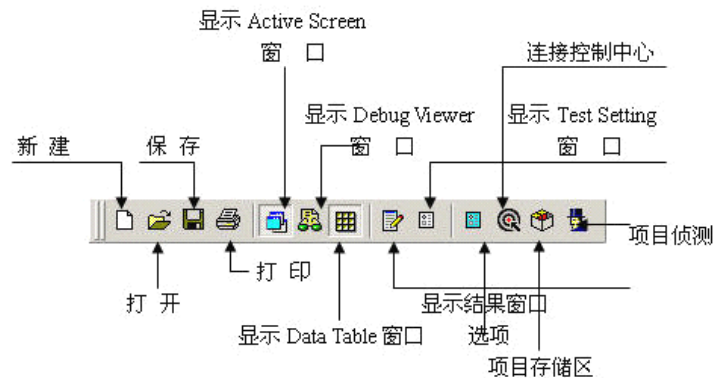 显示 Active Screen
窗 口
连接控制中心
显示 Debug Viewer
窗 口
显示 Test Setting
窗 口
新 建
保 存
项目侦测
打 印
打 开
显示结果窗口
显示 Data Table 窗口
选项
项目存储区